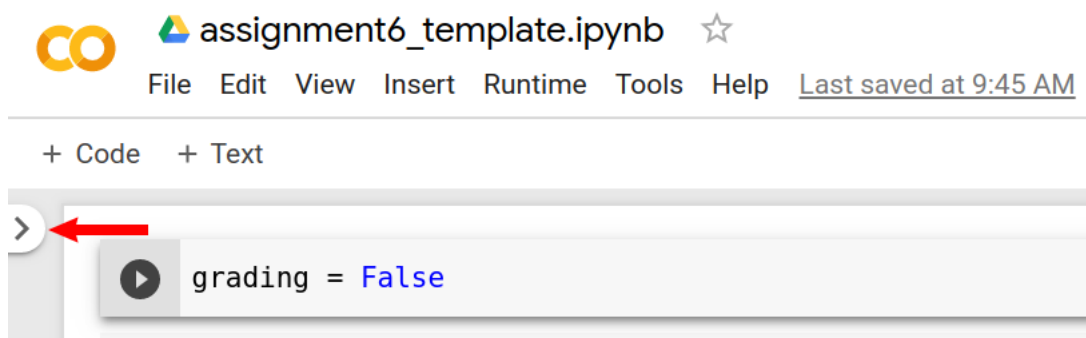 assignment6_template.ipynb
File Edit View Insert Runtime Tools Help Last saved at 9:45 AM
+ Code + Text
grading = False